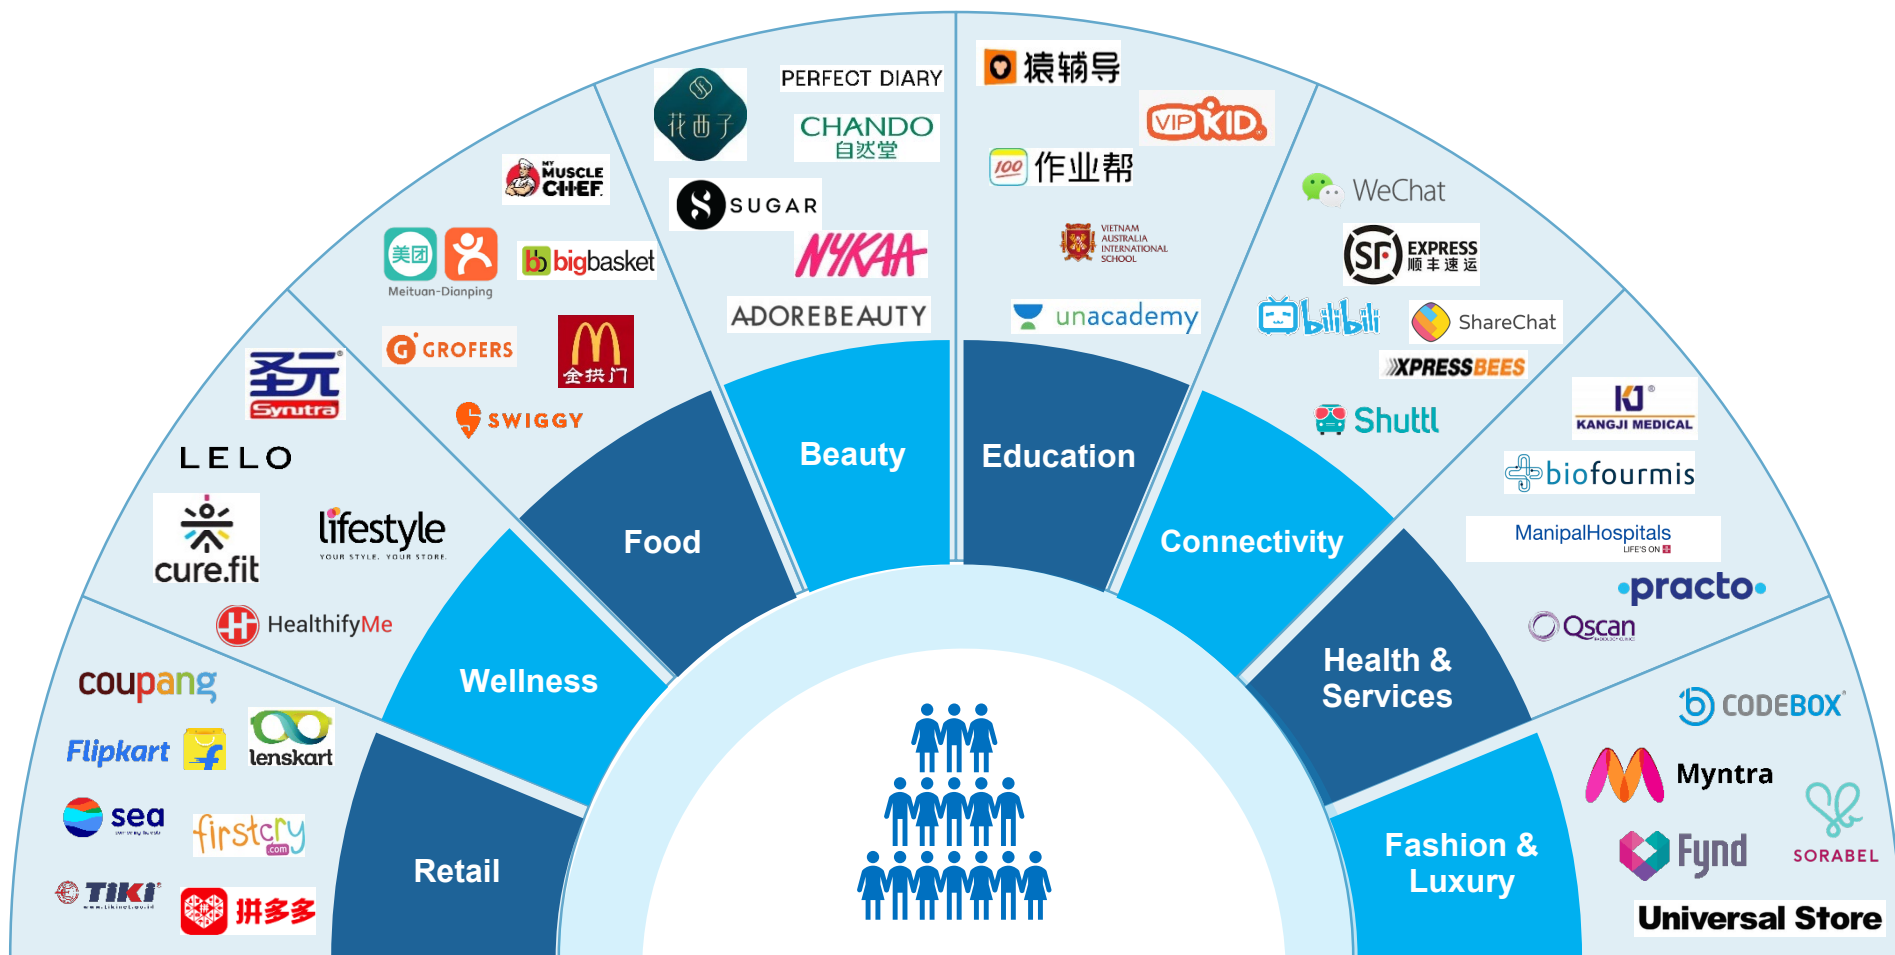 猿辅导
VIPKID
100 作业帮
VIETNAM
AUSTRALIA
INTERNATIONAL
SCHOOL
unacademy
花西子
PERFECT DIARY
CHANDO
自然堂
SUGAR
NYKAA
ADOREBEAUTY
MY
MUSCLE
CHEF
美团
Meituan-Dianping
bb bigbasket
G GROFERS
金拱门
SWIGGY
圣元®
Synutra
LELO
cure.fit
lifestyle
YOUR STYLE. YOUR STORE.
HealthifyMe
coupang
Flipkart
lenskart
sea
firstcry
.com
TIKI
拼 拼多多
WeChat
SF EXPRESS
顺丰速运
bilibili
ShareChat
XPRESSBEES
Shuttl
KJ®
KANGJI MEDICAL
biofourmis
ManipalHospitals
LIFE'S ON
practo
Qscan
CODEBOX
Myntra
Fynd
SORABEL
Universal Store
Retail
Wellness
Food
Beauty
Education
Connectivity
Health &
Services
Fashion &
Luxury